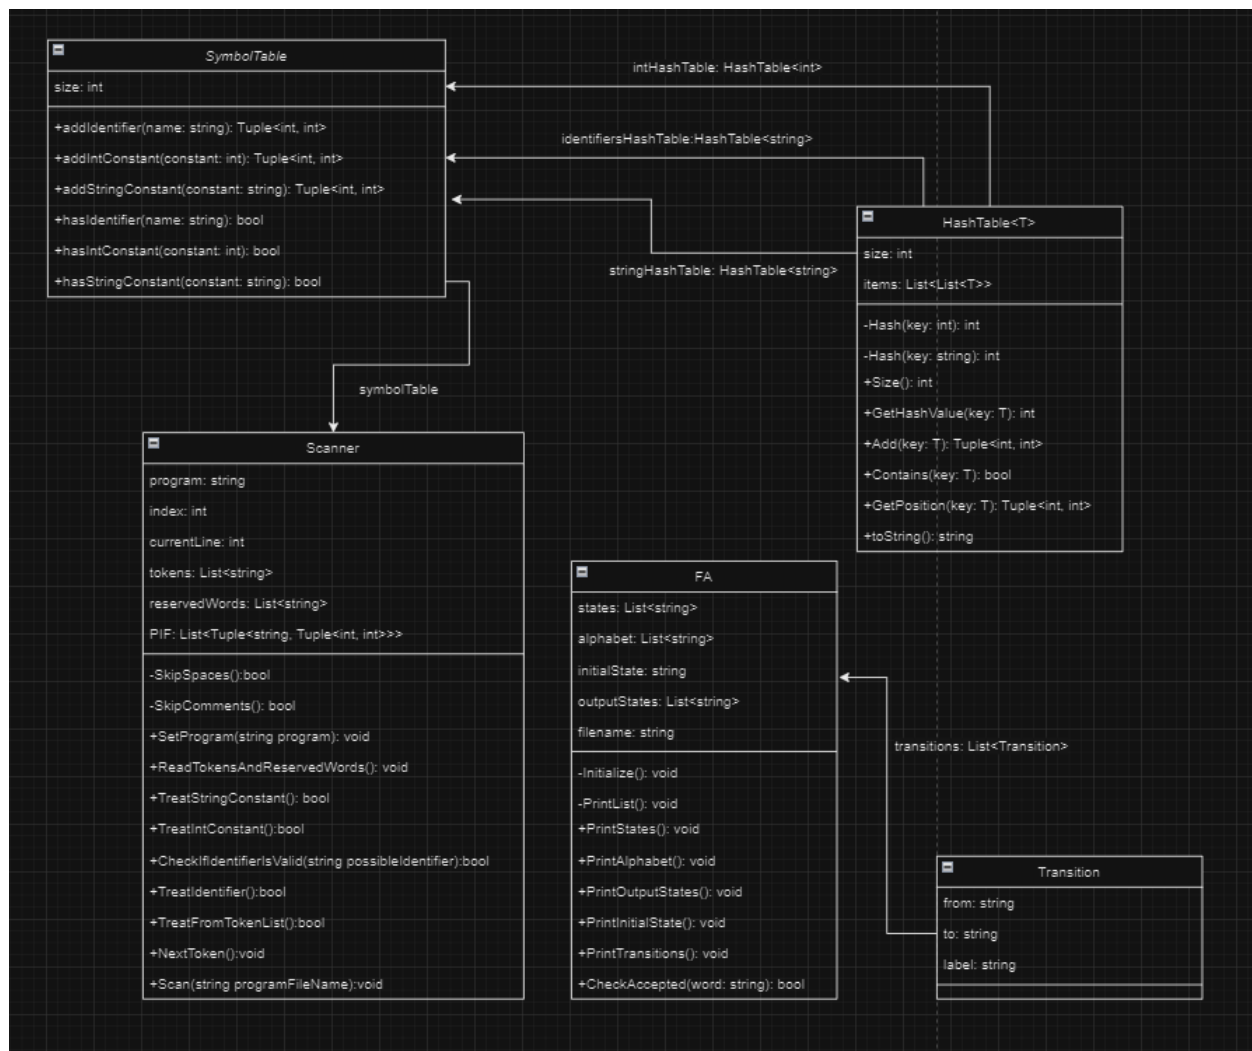 SymbolTable
size: int
+addIdentifier(name: string): Tuple<int, int>
+addIntConstant(constant: int): Tuple<int, int>
+addStringConstant(constant: string): Tuple<int, int>
+hasIdentifier(name: string): bool
+hasIntConstant(constant: int): bool
+hasStringConstant(constant: string): bool
intHashTable: HashTable<int>
identifiersHashTable:HashTable<string>
stringHashTable: HashTable<string>
HashTable<T>
size: int
items: List<List<T>>
-Hash(key: int): int
-Hash(key: string): int
+Size(): int
+GetHashValue(key: T): int
+Add(key: T): Tuple<int, int>
+Contains(key: T): bool
+GetPosition(key: T): Tuple<int, int>
+toString(): string
symbolTable
Scanner
program: string
index: int
currentLine: int
tokens: List<string>
reservedWords: List<string>
PIF: List<Tuple<string, Tuple<int, int>>>
-SkipSpaces():bool
-SkipComments(): bool
+SetProgram(string program): void
+ReadTokensAndReservedWords(): void
+TreatStringConstant(): bool
+TreatIntConstant():bool
+CheckIfIdentifierIsValid(string possibleIdentifier):bool
+TreatIdentifier():bool
+TreatFromTokenList():bool
+NextToken():void
+Scan(string programFileName):void
FA
states: List<string>
alphabet: List<string>
initialState: string
outputStates: List<string>
filename: string
-Initialize(): void
-PrintList(): void
+PrintStates(): void
+PrintAlphabet(): void
+PrintOutputStates(): void
+PrintInitialState(): void
+PrintTransitions(): void
+CheckAccepted(word: string): bool
transitions: List<Transition>
Transition
from: string
to: string
label: string